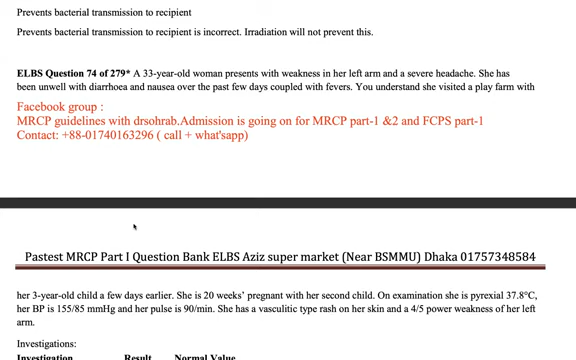 Prevents bacterial transmission to recipient
Prevents bacterial transmission to recipient is incorrect. Irradiation will not prevent this.
ELBS Question 74 of 279* A 33-year-old woman presents with weakness in her left arm and a severe headache. She has
been unwell with diarrhoea and nausea over the past few days coupled with fevers. You understand she visited a play farm with
Facebook group :
MRCP guidelines with drsohrab.Admission is going on for MRCP part-1 &2 and FCPS part-1
Contact: +88-01740163296 ( call + what'sapp)
Pastest MRCP Part I Question Bank ELBS Aziz super market (Near BSMMU) Dhaka 01757348584
her 3-year-old child a few days earlier. She is 20 weeks' pregnant with her second child. On examination she is pyrexial 37.8°C,
her BP is 155/85 mmHg and her pulse is 90/min. She has a vasculitic type rash on her skin and a 4/5 power weakness of her left
arm.
Investigations:
Investigation Result Normal Value